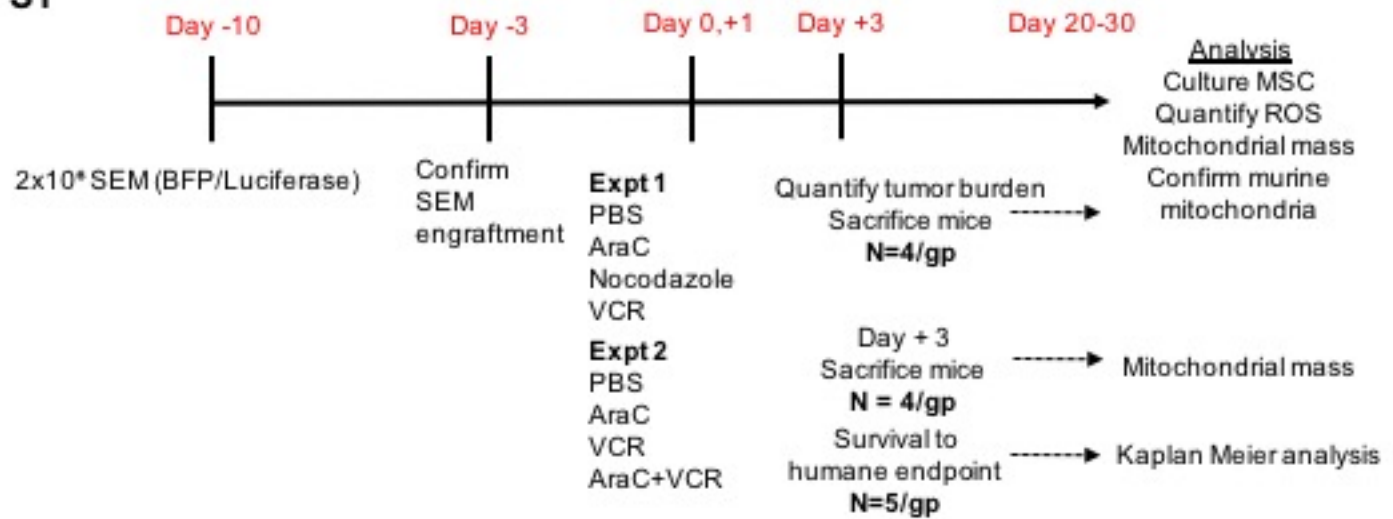 Day -10
Day -3
Day 0,+1
Day +3
Day 20-30
Analysis
Culture MSC
Quantify ROS
Mitochondrial mass
Confirm murine
mitochondria
SEM (BFP/Luciferase)
Confirm
SEM
engraftment
Expt 1
PBS
AraC
Nocodazole
VCR
Expt 2
PBS
AraC
VCR
AraC+VCR
Quantify tumor burden
Sacrifice mice
N=4/gp
Day + 3
Sacrifice mice
N = 4/gp
Mitochondrial mass
Survival to
humane endpoint
N=5/gp
Kaplan Meier analysis